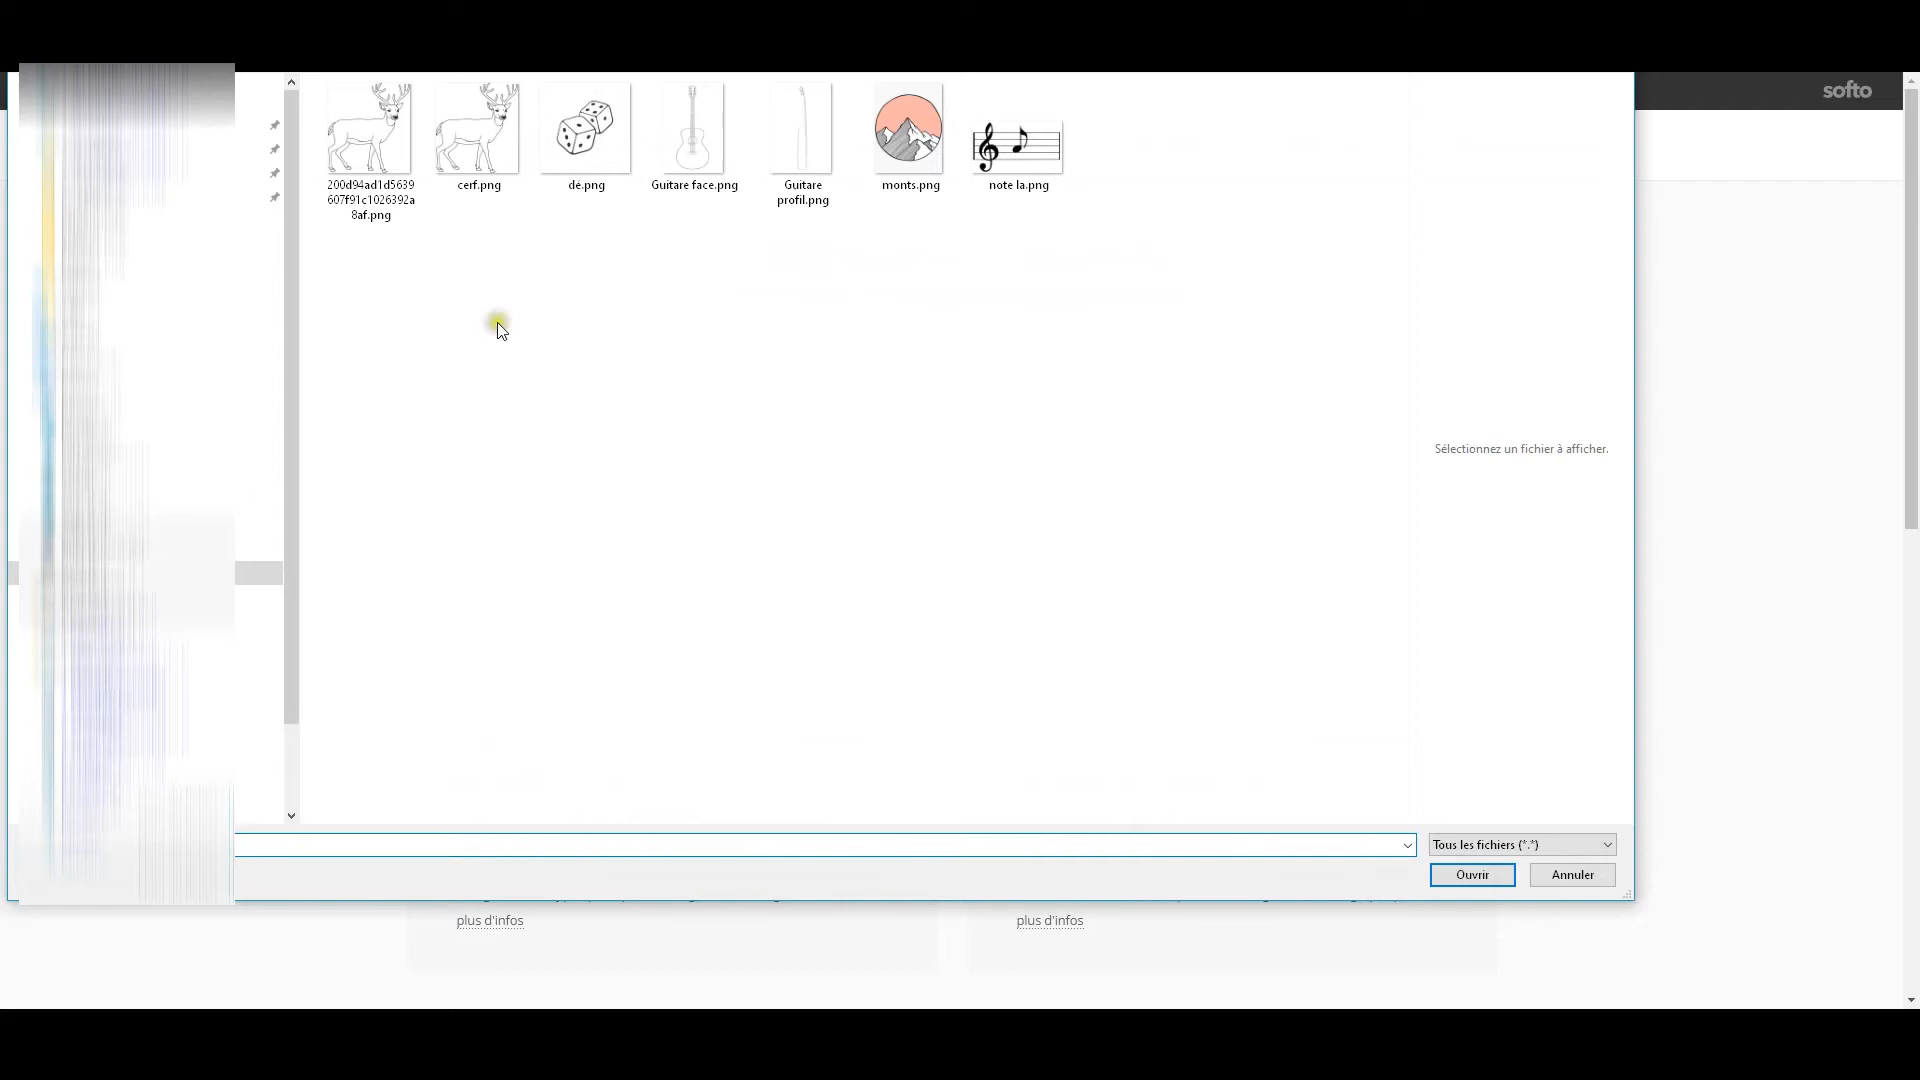 softo
200d94ad1d5639
607f91c1026392a
8af.png
cerf.png
dé.png
Guitare face.png
Guitare
profil.png
monts.png
note la.png
Sélectionnez un fichier à afficher.
Tous les fichiers (*.*)
Ouvrir
Annuler
plus d'infos
plus d'infos